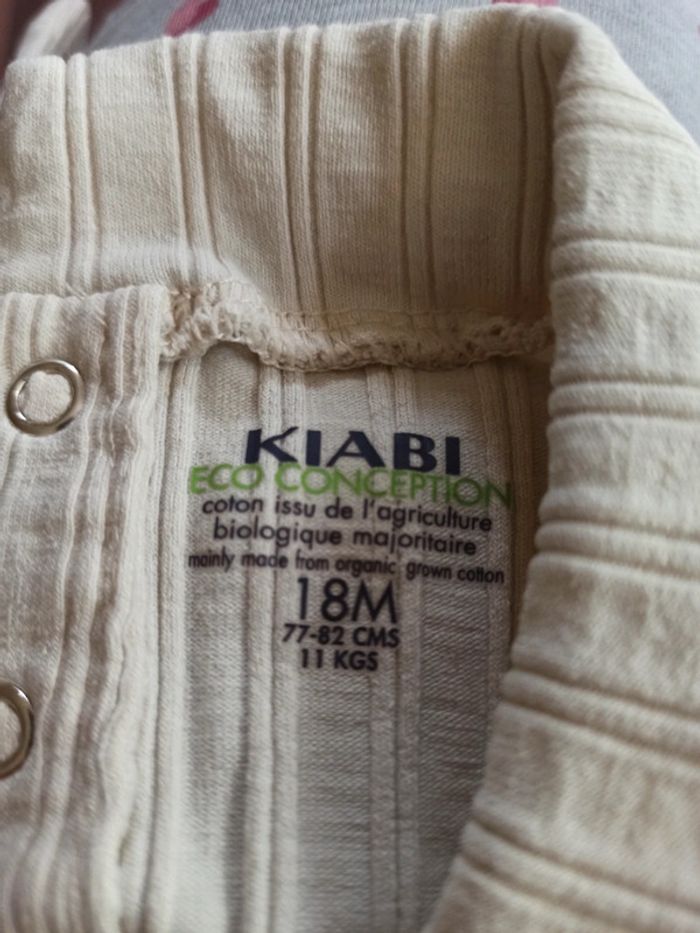 KIABI
ECO CONCEPTION
coton issu de l'agriculture
biologique majoritaire
mainly made from organic grown cotton
18M
77-82 CMS
11 KGS